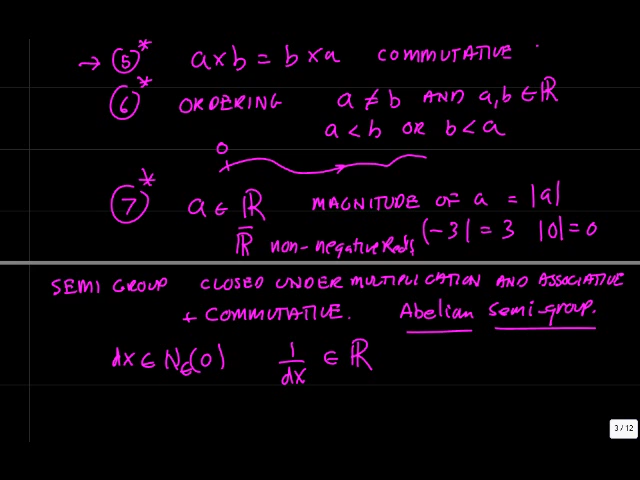 → ⑤* a×b = b×a COMMUTATIVE
⑥* ORDERING a ≠ b AND a,b ∈ ℝ
a < b OR b < a
0
⑦* a ∈ ℝ MAGNITUDE OF a = |a|
ℝ̄ non-negative Reals |-3| = 3 |0| = 0
SEMI GROUP CLOSED UNDER MULTIPLICATION AND ASSOCIATIVE
+ COMMUTATIVE. Abelian Semi-group.
dx ∈ N_ϵ(0) 1/dx ∈ ℝ
3 / 12